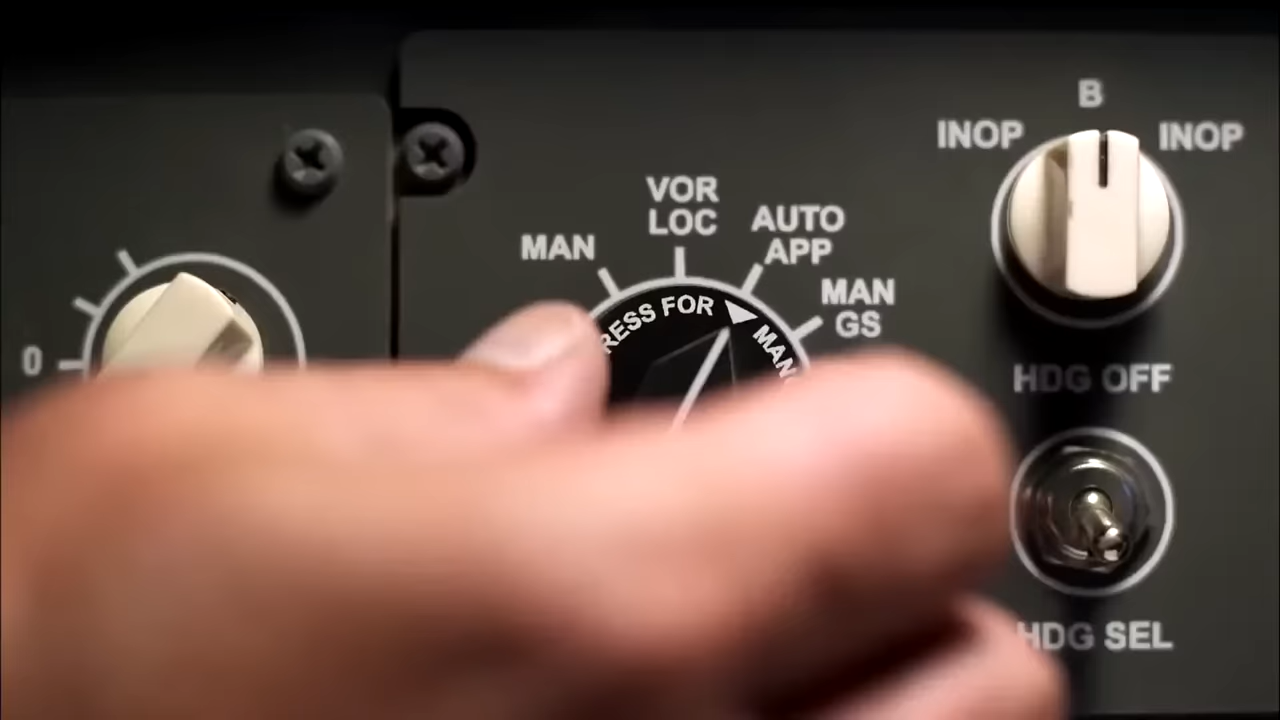 B
INOP
INOP
VOR
LOC
AUTO
APP
MAN
MAN
GS
RESS FOR
MAN
0
HDG OFF
HDG SEL